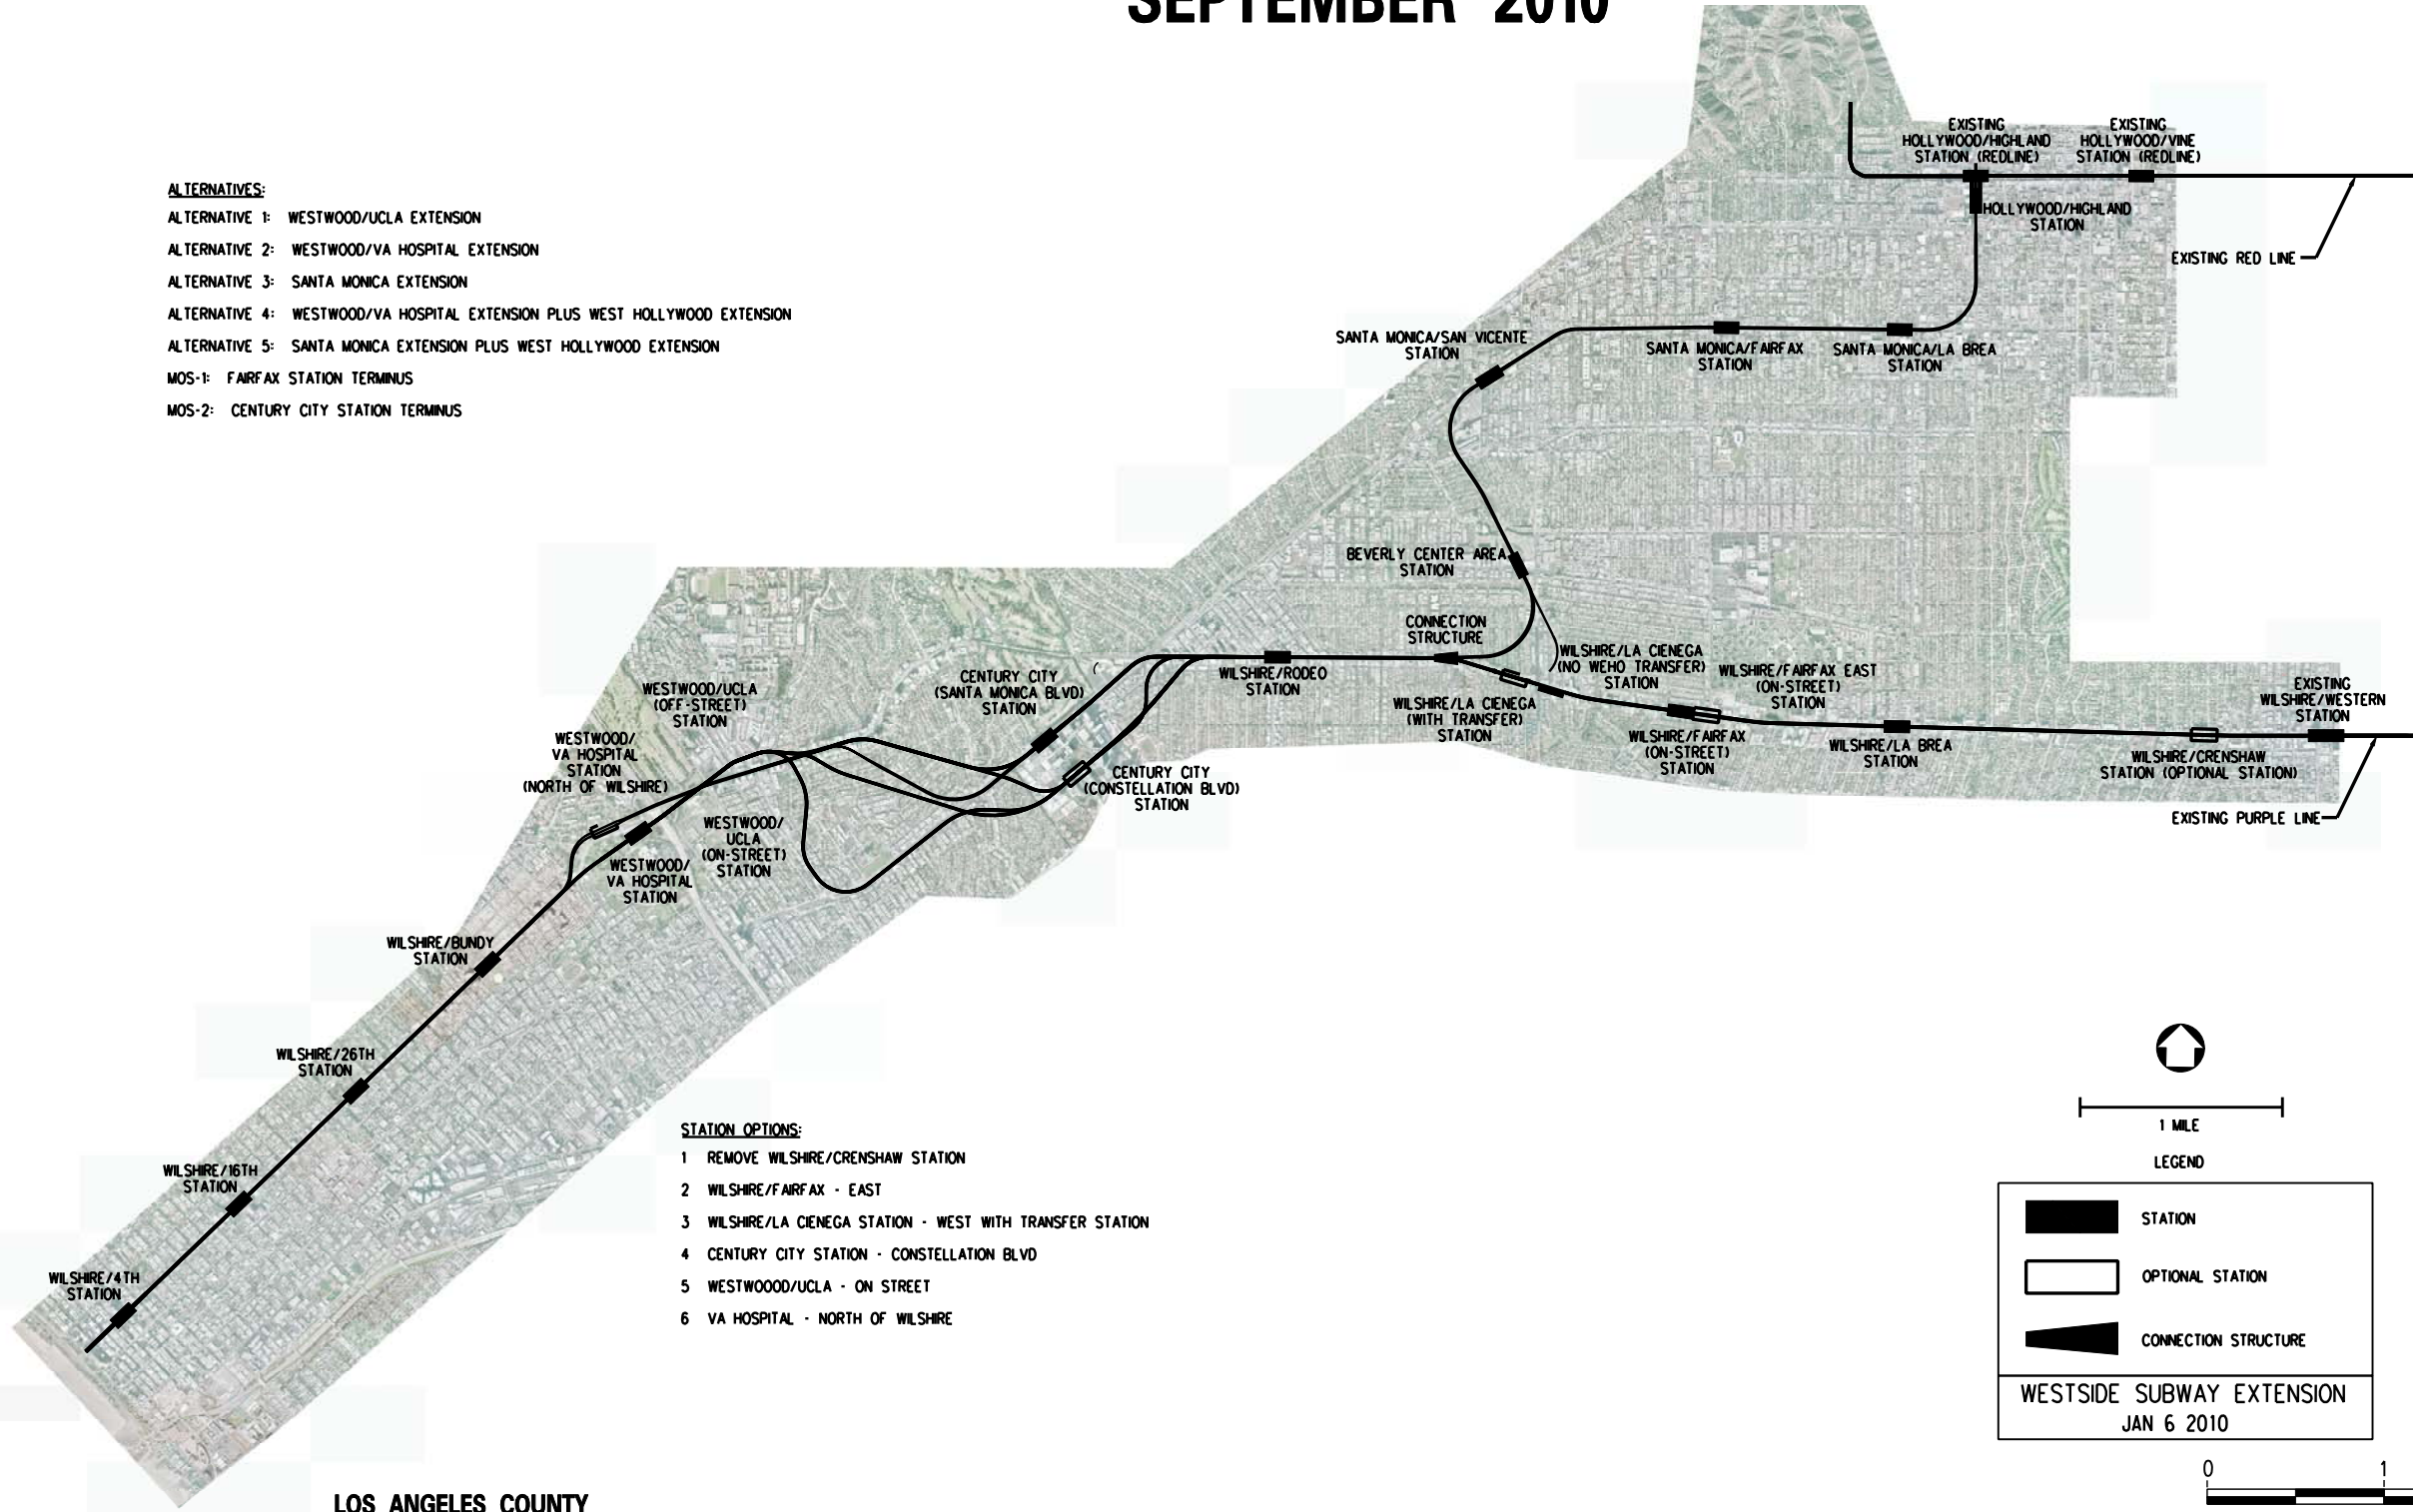 SEPTEMBER 2010
ALTERNATIVES:
ALTERNATIVE 1: WESTWOOD/UCLA EXTENSION
ALTERNATIVE 2: WESTWOOD/VA HOSPITAL EXTENSION
ALTERNATIVE 3: SANTA MONICA EXTENSION
ALTERNATIVE 4: WESTWOOD/VA HOSPITAL EXTENSION PLUS WEST HOLLYWOOD EXTENSION
ALTERNATIVE 5: SANTA MONICA EXTENSION PLUS WEST HOLLYWOOD EXTENSION
MOS-1: FAIRFAX STATION TERMINUS
MOS-2: CENTURY CITY STATION TERMINUS
EXISTING
HOLLYWOOD/HIGHLAND
STATION (REDLINE)
EXISTING
HOLLYWOOD/VINE
STATION (REDLINE)
HOLLYWOOD/HIGHLAND
STATION
EXISTING RED LINE
SANTA MONICA/SAN VICENTE
STATION
SANTA MONICA/FAIRFAX
STATION
SANTA MONICA/LA BREA
STATION
BEVERLY CENTER AREA
STATION
CONNECTION
STRUCTURE
WILSHIRE/LA CIENEGA
(NO WEHO TRANSFER)
STATION
WILSHIRE/FAIRFAX EAST
(ON-STREET)
STATION
EXISTING
WILSHIRE/WESTERN
STATION
WILSHIRE/RODEO
STATION
WILSHIRE/LA CIENEGA
(WITH TRANSFER)
STATION
WILSHIRE/FAIRFAX
(ON-STREET)
STATION
WILSHIRE/LA BREA
STATION
WILSHIRE/CRENSHAW
STATION (OPTIONAL STATION)
EXISTING PURPLE LINE
CENTURY CITY
(SANTA MONICA BLVD)
STATION
CENTURY CITY
(CONSTELLATION BLVD)
STATION
WESTWOOD/UCLA
(OFF-STREET)
STATION
WESTWOOD/
VA HOSPITAL
STATION
(NORTH OF WILSHIRE)
WESTWOOD/
UCLA
(ON-STREET)
STATION
WESTWOOD/
VA HOSPITAL
STATION
WILSHIRE/BUNDY
STATION
WILSHIRE/26TH
STATION
WILSHIRE/16TH
STATION
WILSHIRE/4TH
STATION
STATION OPTIONS:
1 REMOVE WILSHIRE/CRENSHAW STATION
2 WILSHIRE/FAIRFAX - EAST
3 WILSHIRE/LA CIENEGA STATION - WEST WITH TRANSFER STATION
4 CENTURY CITY STATION - CONSTELLATION BLVD
5 WESTWOOOD/UCLA - ON STREET
6 VA HOSPITAL - NORTH OF WILSHIRE
1 MILE
LEGEND
STATION
OPTIONAL STATION
CONNECTION STRUCTURE
WESTSIDE SUBWAY EXTENSION
JAN 6 2010
0 1
LOS ANGELES COUNTY